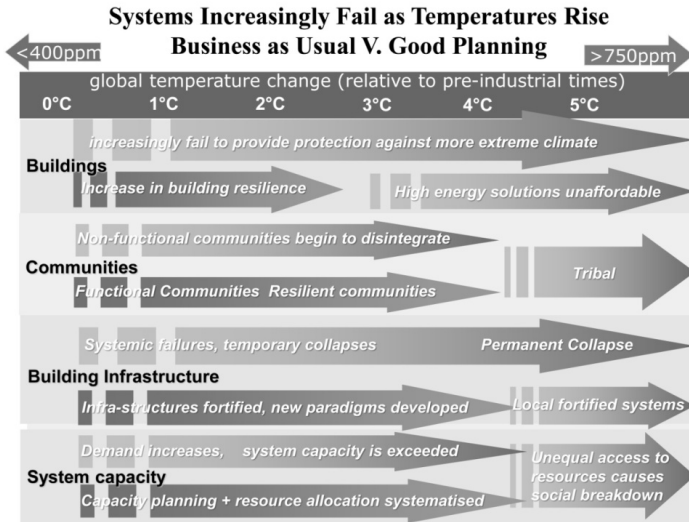 Systems Increasingly Fail as Temperatures Rise
Business as Usual V. Good Planning
<400ppm
>750ppm
global temperature change (relative to pre-industrial times)
0°C 1°C 2°C 3°C 4°C 5°C
increasingly fail to provide protection against more extreme climate
Buildings
Increase in building resilience
High energy solutions unaffordable
Non-functional communities begin to disintegrate
Communities
Tribal
Functional Communities Resilient communities
Systemic failures, temporary collapses
Permanent Collapse
Building Infrastructure
Infra-structures fortified, new paradigms developed
Local fortified systems
Demand increases, system capacity is exceeded
System capacity
Unequal access to
resources causes
social breakdown
Capacity planning + resource allocation systematised